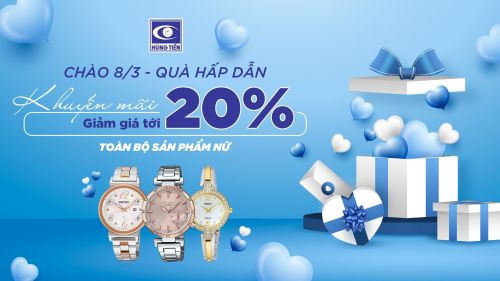 HÙNG TIẾN
CHÀO 8/3 - QUÀ HẤP DẪN
Khuyến mãi
Giảm giá tới 20%
TOÀN BỘ SẢN PHẨM NỮ